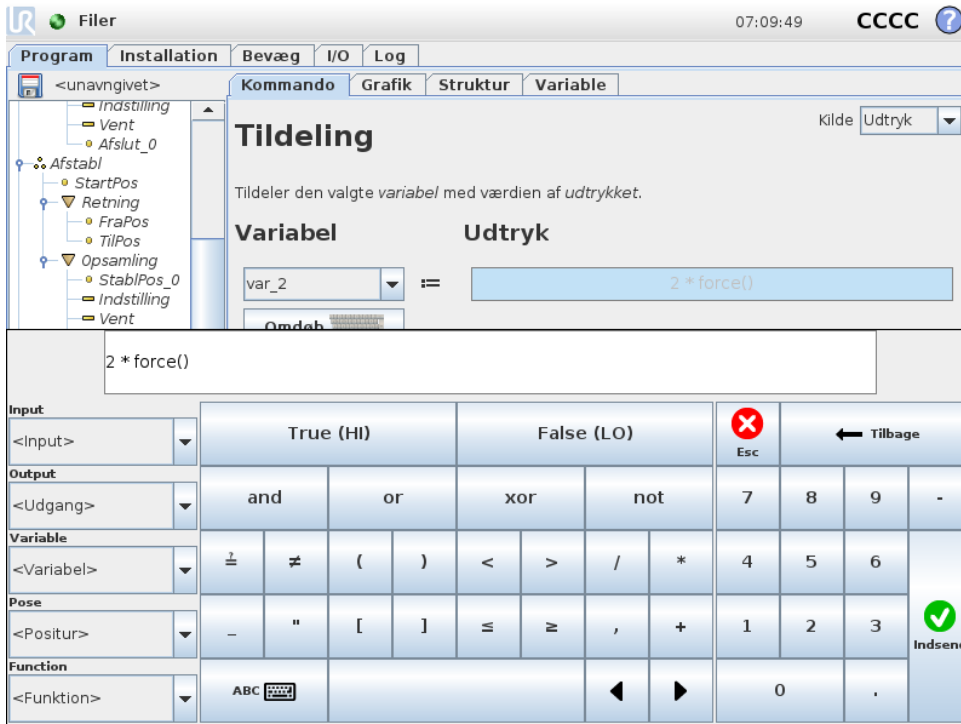 UR Filer 07:09:49 CCCC ?
Program Installation Bevæg I/O Log
<unavngivet> Kommando Grafik Struktur Variable
Indstilling
Vent
Afslut_0
Afstabl
StartPos
Retning
FraPos
TilPos
Opsamling
StablPos_0
Indstilling
Vent
Tildeling
Kilde Udtryk
Tildeler den valgte variabel med værdien af udtrykket.
Variabel Udtryk
var_2 := 2 * force()
Omdøb
2 * force()
Input
<Input> True (HI) False (LO) Esc Tilbage
Output
<Udgang> and or xor not 7 8 9 -
Variable
<Variabel> ≟ ≠ ( ) < > / * 4 5 6
Pose
<Positur> _ " [ ] ≤ ≥ , + 1 2 3 Indsend
Function
<Funktion> ABC 0 .